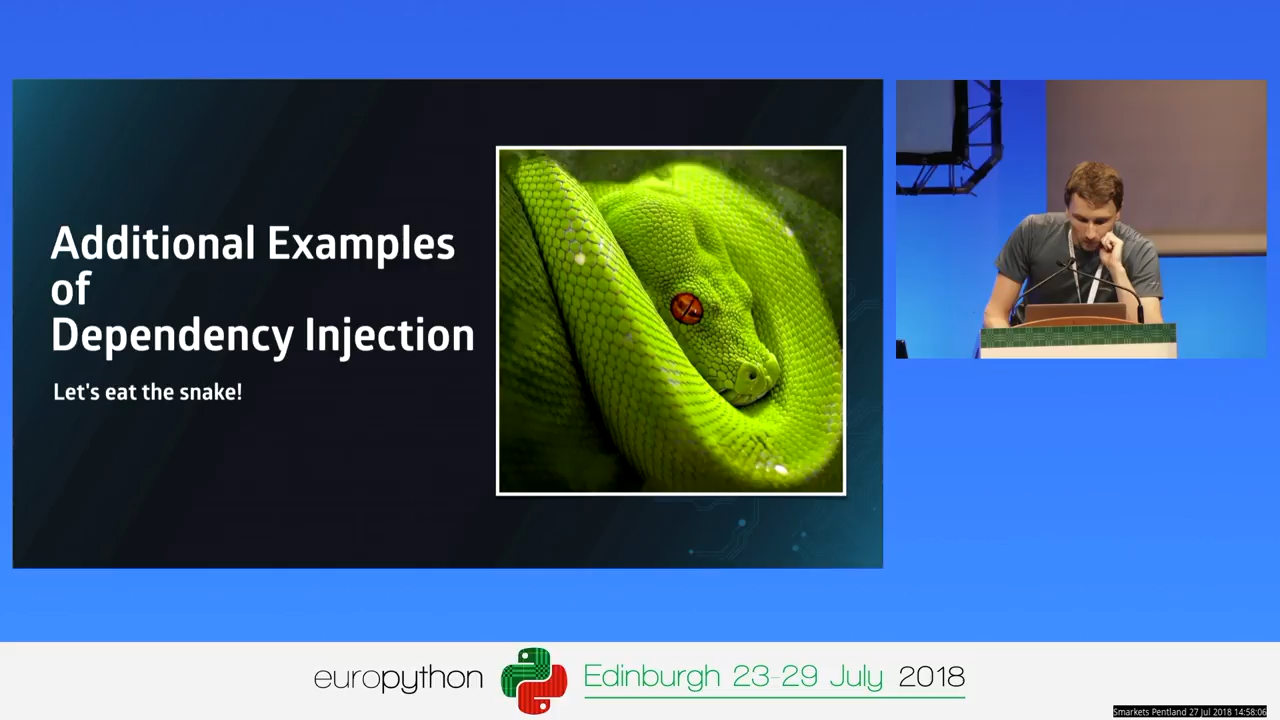 Additional Examples
of
Dependency Injection
Let's eat the snake!
europython
Edinburgh 23-29 July 2018
Smarkets Pentland 27 Jul 2018 14:58:06